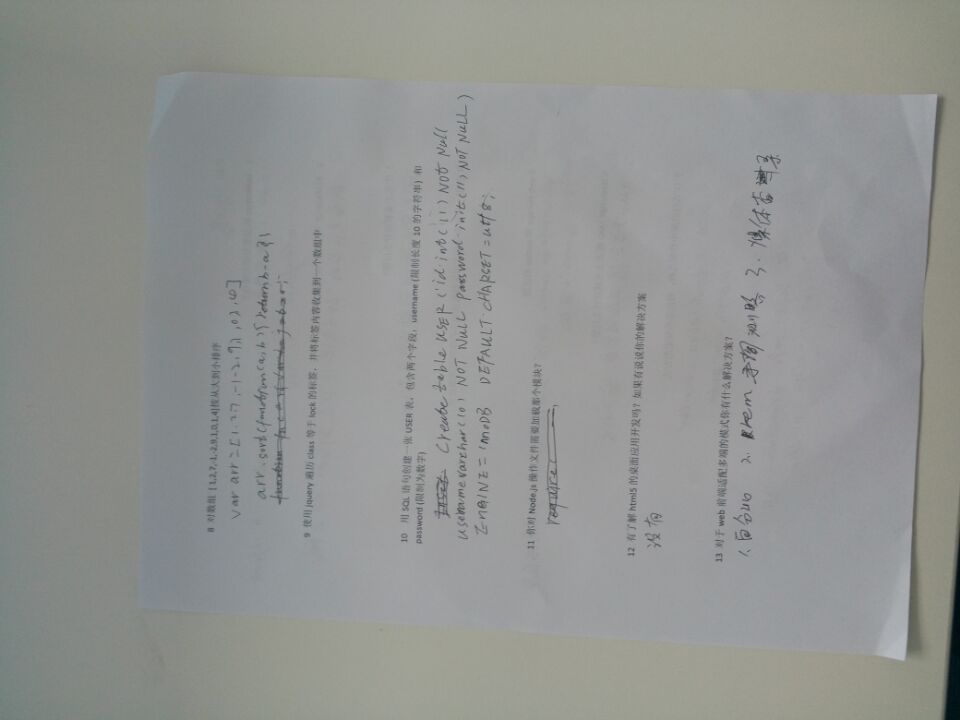 8 对数组 [1,2,7,-1,-2,9,1,0,1,4]按从大到小排序
var arr = [1,2,7,-1,-2,9,1,0,1,4]
arr.sort(function(a,b){return b-a})
9 使用 jquery 遍历 class 等于 lock 的标签，并将标签内容收集到一个数组中
10 用 SQL 语句创建一张 USER 表，包含两个字段，username (限制长度 10 的字符串) 和
password (限制为数字)
Create table USER ( id int(11) NOT Null
username varchar(10) NOT NULL Password int(11) NOT NULL )
ENGINE = InnoDB DEFAULT CHARSET = utf8;
11 你对 Node.js 操作文件需要加载那个模块？
require
12 有了解 html5 的桌面应用开发吗？如果有说说你的解决方案
没有
13 对于 web 前端适配多端的模式你有什么解决方案？
1. 百分比 2. rem 3. 媒体查询